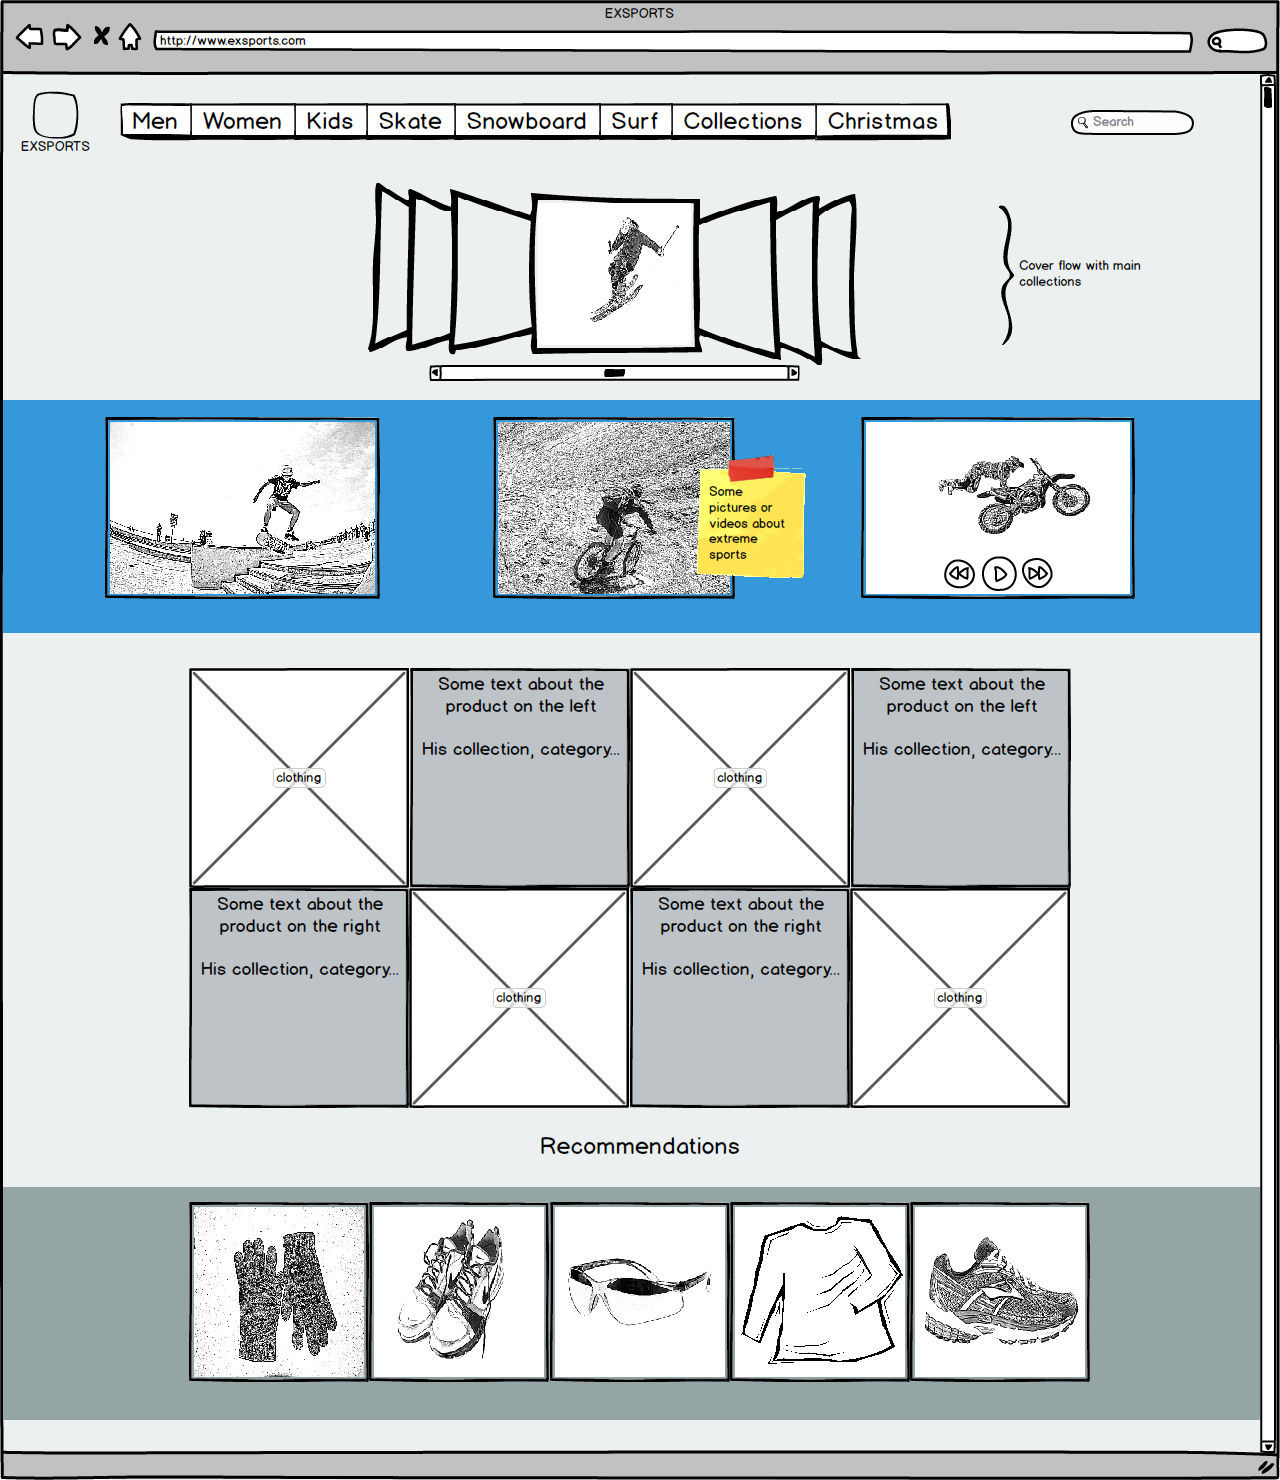 EXSPORTS
http://www.exsports.com
EXSPORTS
Men Women Kids Skate Snowboard Surf Collections Christmas
Search
Cover flow with main
collections
Some
pictures or
videos about
extreme
sports
clothing
Some text about the
product on the left
His collection, category...
clothing
Some text about the
product on the left
His collection, category...
Some text about the
product on the right
His collection, category...
clothing
Some text about the
product on the right
His collection, category...
clothing
Recommendations